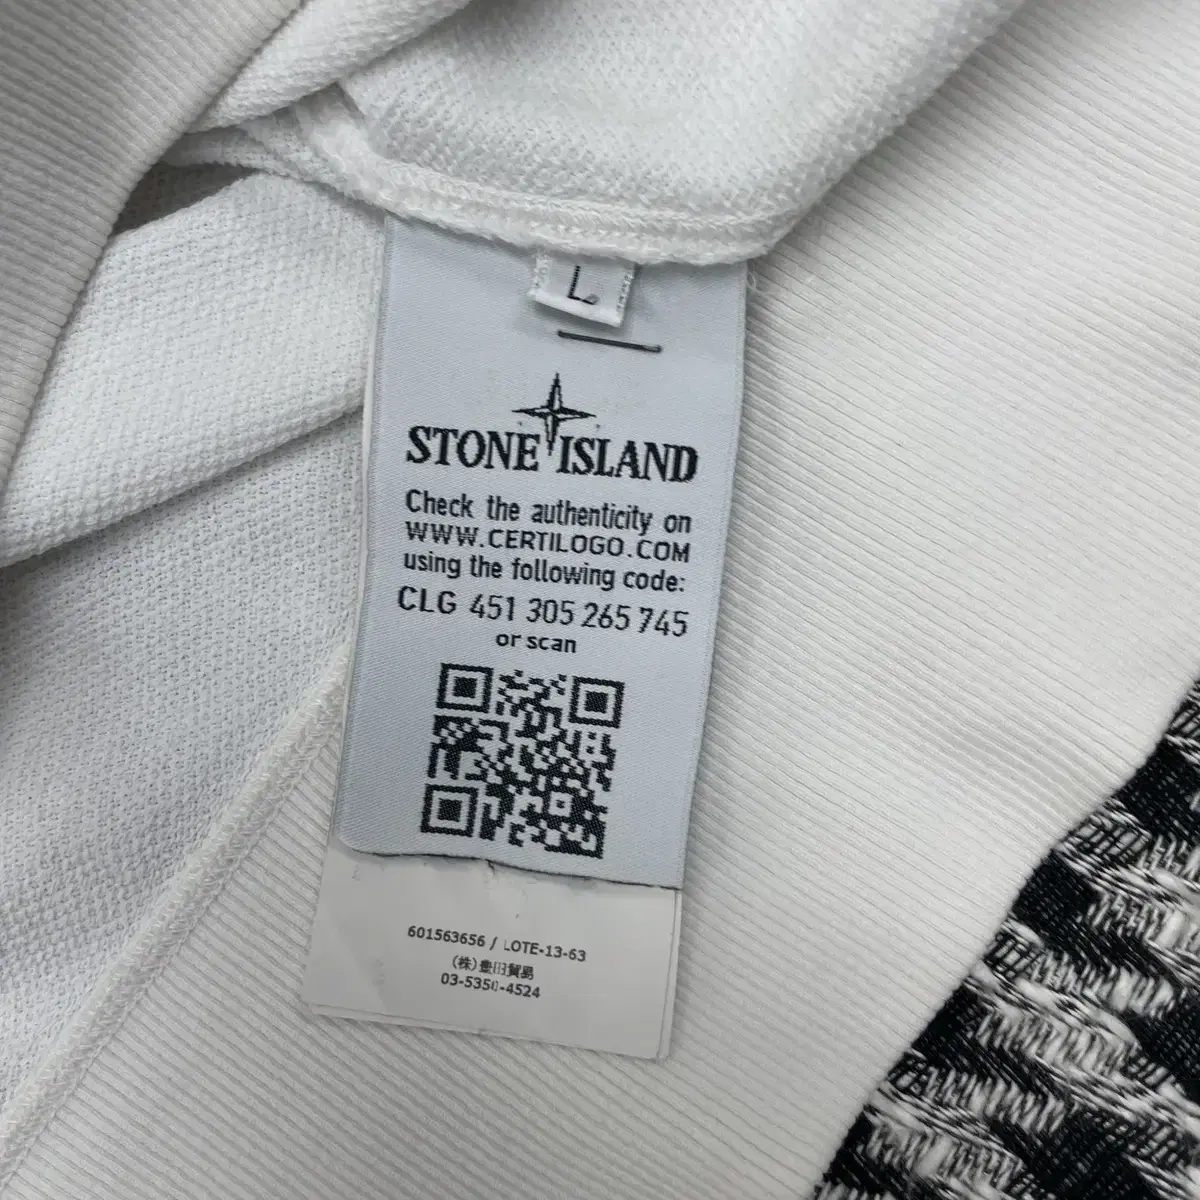 L
STONE ISLAND
Check the authenticity on
WWW.CERTILOGO.COM
using the following code:
CLG 451 305 265 745
or scan
601563656 / LOTE-13-63
(株)豊田貿易
03-5350-4524